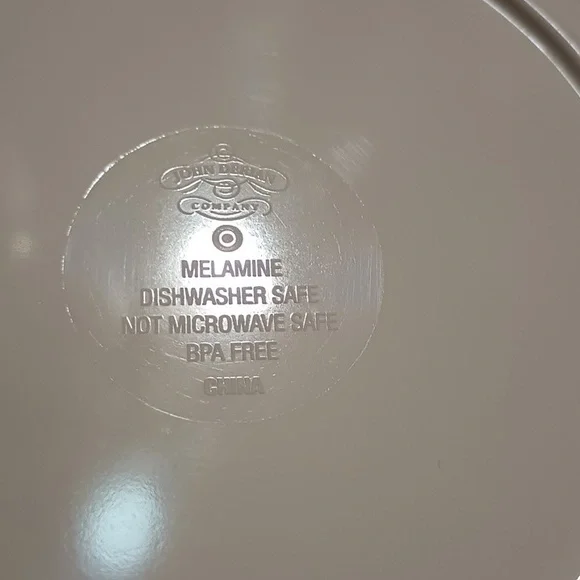 JOHN DERIAN
COMPANY
MELAMINE
DISHWASHER SAFE
NOT MICROWAVE SAFE
BPA FREE
CHINA